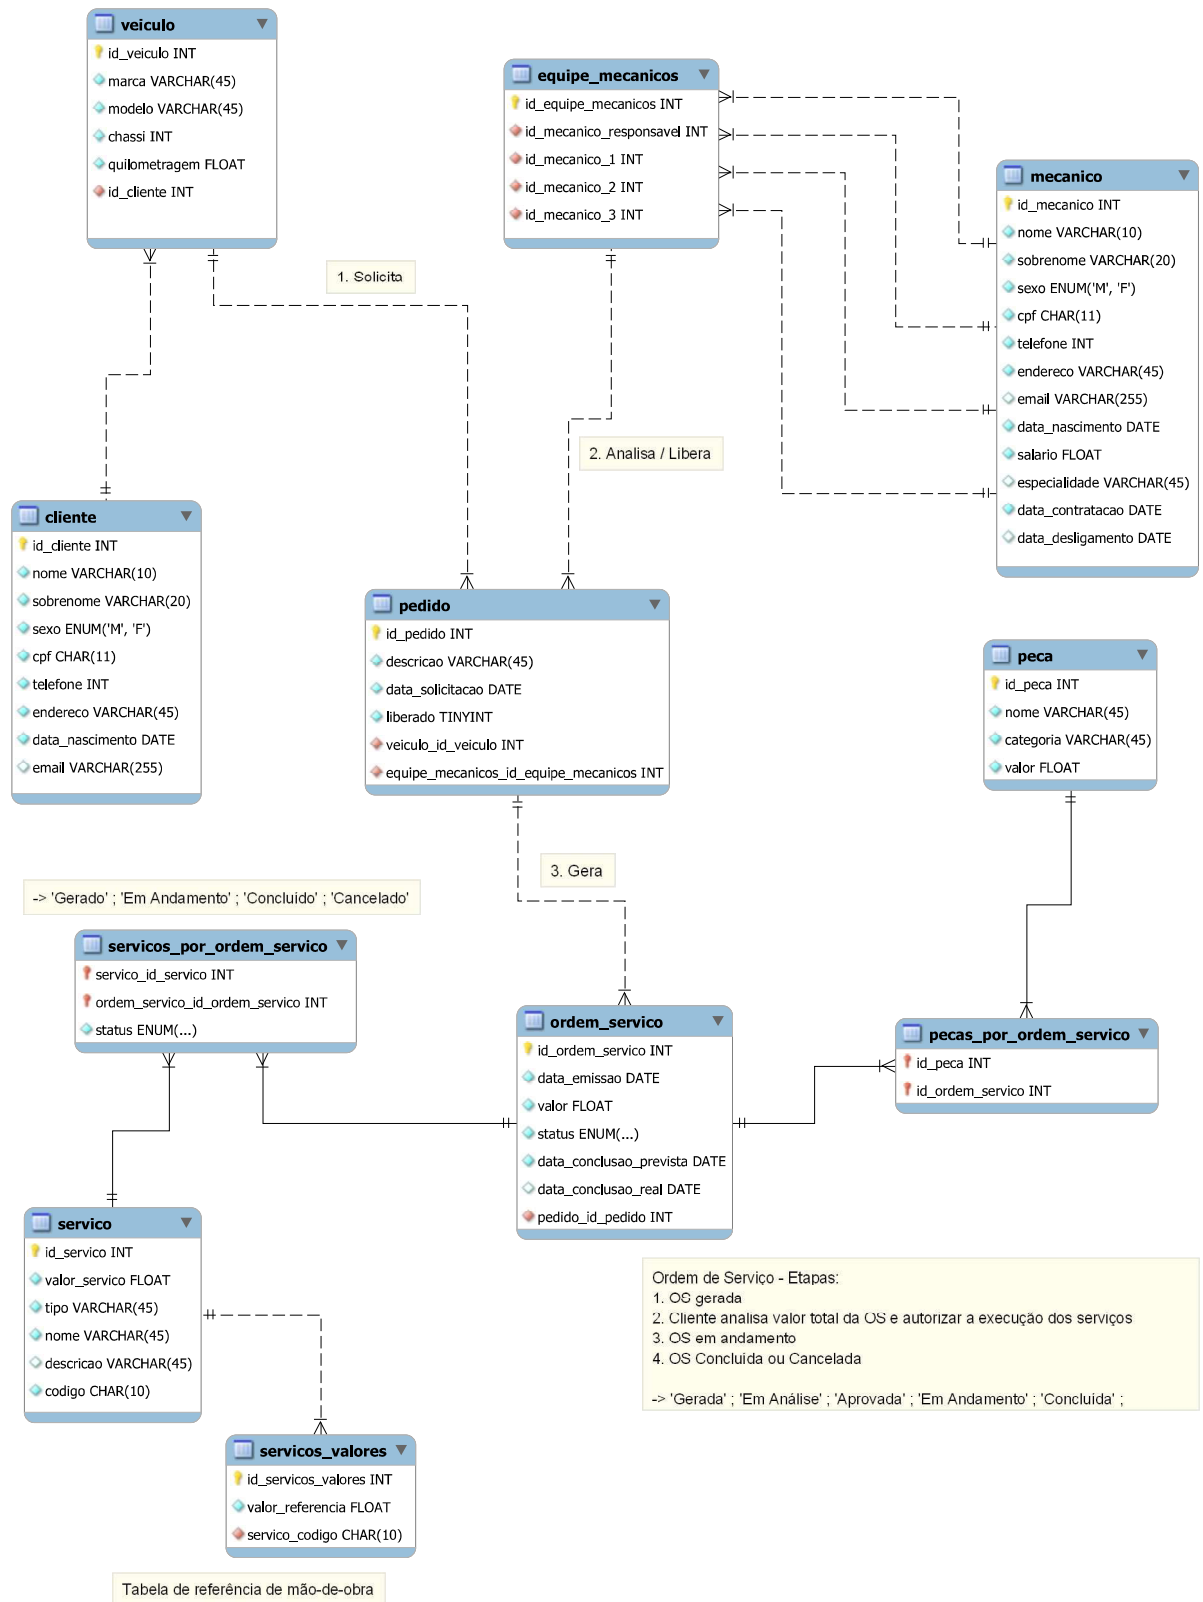 veiculo
id_veiculo INT
marca VARCHAR(45)
modelo VARCHAR(45)
chassi INT
quilometragem FLOAT
id_cliente INT
equipe_mecanicos
id_equipe_mecanicos INT
id_mecanico_responsavel INT
id_mecanico_1 INT
id_mecanico_2 INT
id_mecanico_3 INT
mecanico
id_mecanico INT
nome VARCHAR(10)
sobrenome VARCHAR(20)
sexo ENUM('M', 'F')
cpf CHAR(11)
telefone INT
endereco VARCHAR(45)
email VARCHAR(255)
data_nascimento DATE
salario FLOAT
especialidade VARCHAR(45)
data_contratacao DATE
data_desligamento DATE
1. Solicita
2. Analisa / Libera
cliente
id_cliente INT
nome VARCHAR(10)
sobrenome VARCHAR(20)
sexo ENUM('M', 'F')
cpf CHAR(11)
telefone INT
endereco VARCHAR(45)
data_nascimento DATE
email VARCHAR(255)
pedido
id_pedido INT
descricao VARCHAR(45)
data_solicitacao DATE
liberado TINYINT
veiculo_id_veiculo INT
equipe_mecanicos_id_equipe_mecanicos INT
peca
id_peca INT
nome VARCHAR(45)
categoria VARCHAR(45)
valor FLOAT
3. Gera
-> 'Gerado' ; 'Em Andamento' ; 'Concluido' ; 'Cancelado'
servicos_por_ordem_servico
servico_id_servico INT
ordem_servico_id_ordem_servico INT
status ENUM(...)
ordem_servico
id_ordem_servico INT
data_emissao DATE
valor FLOAT
status ENUM(...)
data_conclusao_prevista DATE
data_conclusao_real DATE
pedido_id_pedido INT
pecas_por_ordem_servico
id_peca INT
id_ordem_servico INT
servico
id_servico INT
valor_servico FLOAT
tipo VARCHAR(45)
nome VARCHAR(45)
descricao VARCHAR(45)
codigo CHAR(10)
Ordem de Serviço - Etapas:
1. OS gerada
2. Cliente analisa valor total da OS e autorizar a execução dos serviços
3. OS em andamento
4. OS Concluida ou Cancelada
-> 'Gerada' ; 'Em Análise' ; 'Aprovada' ; 'Em Andamento' ; 'Concluida' ;
servicos_valores
id_servicos_valores INT
valor_referencia FLOAT
servico_codigo CHAR(10)
Tabela de referência de mão-de-obra